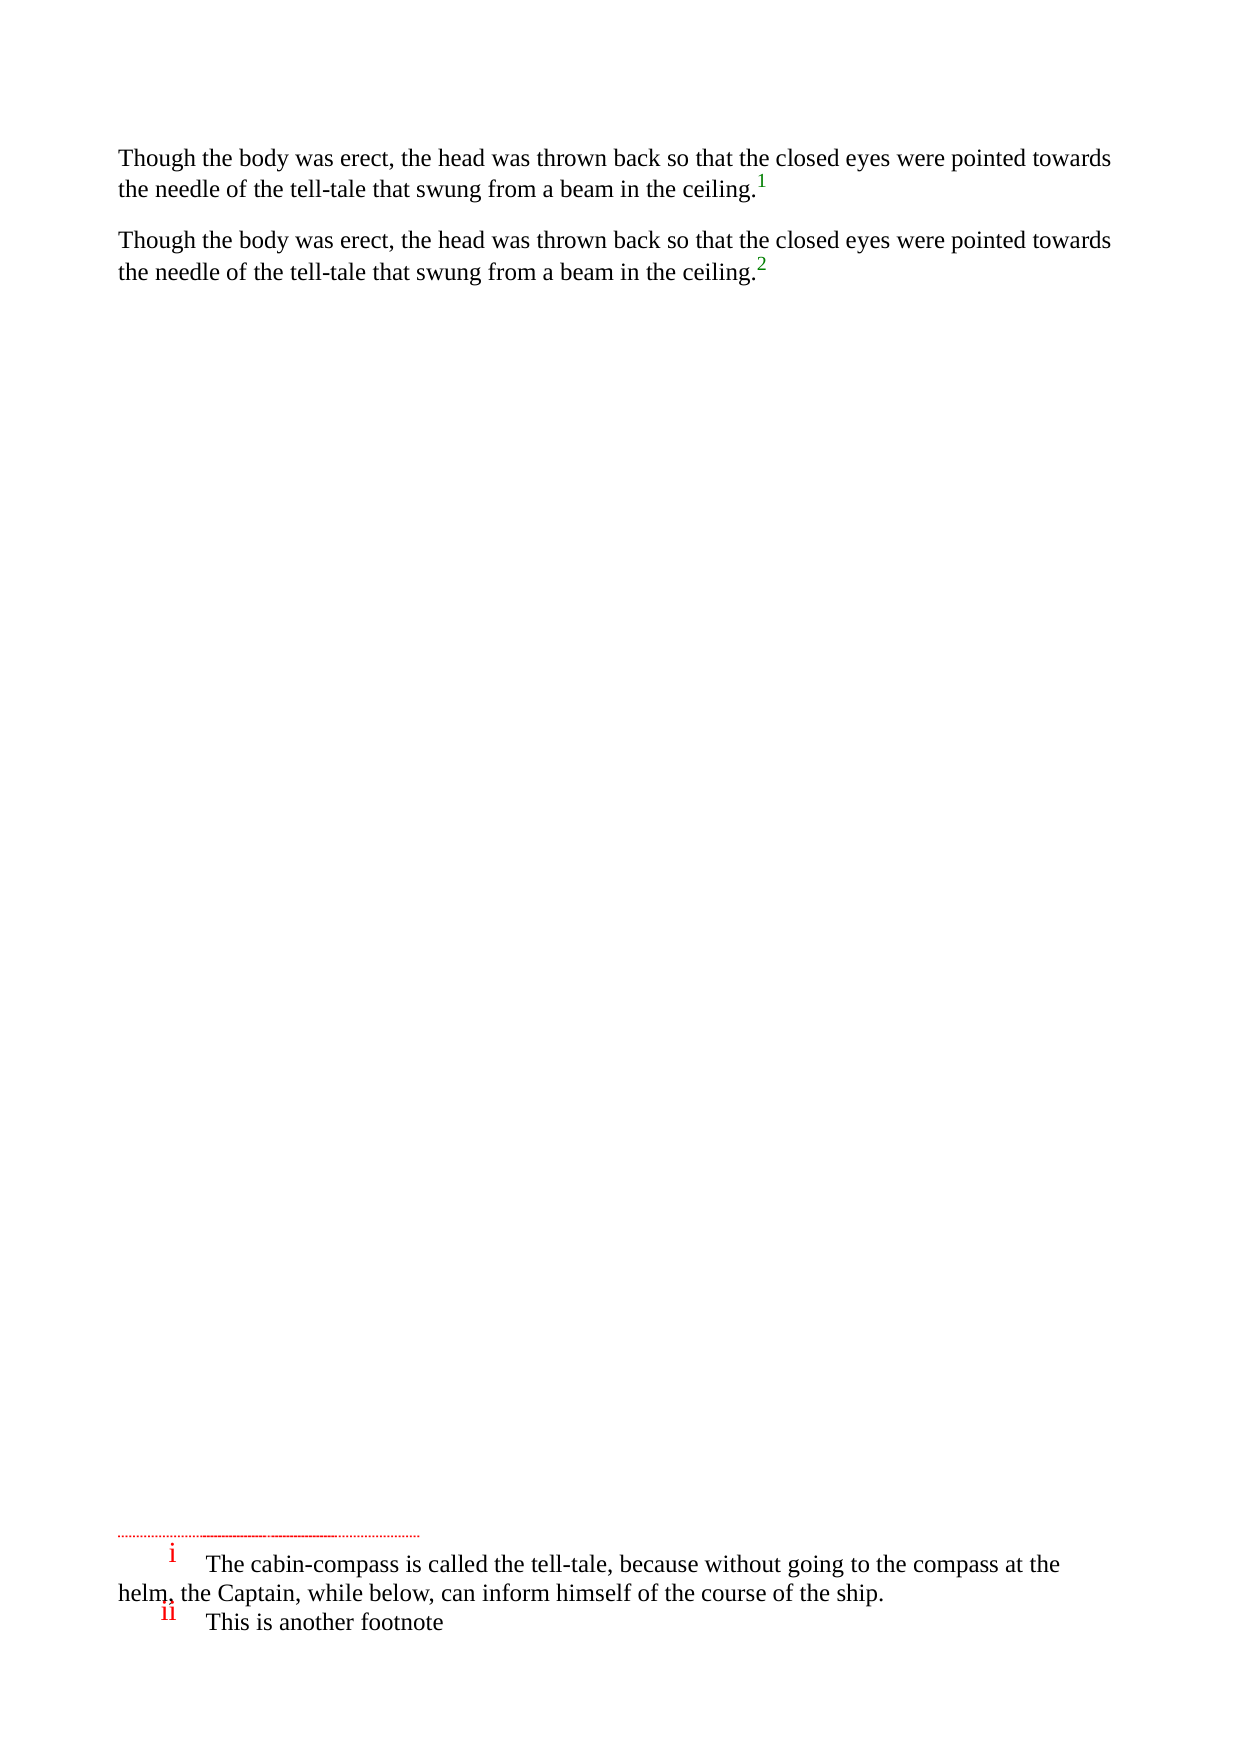 Though the body was erect, the head was thrown back so that the closed eyes were pointed towards
the needle of the tell-tale that swung from a beam in the ceiling.1
Though the body was erect, the head was thrown back so that the closed eyes were pointed towards
the needle of the tell-tale that swung from a beam in the ceiling.2
i The cabin-compass is called the tell-tale, because without going to the compass at the
helm, the Captain, while below, can inform himself of the course of the ship.
ii This is another footnote